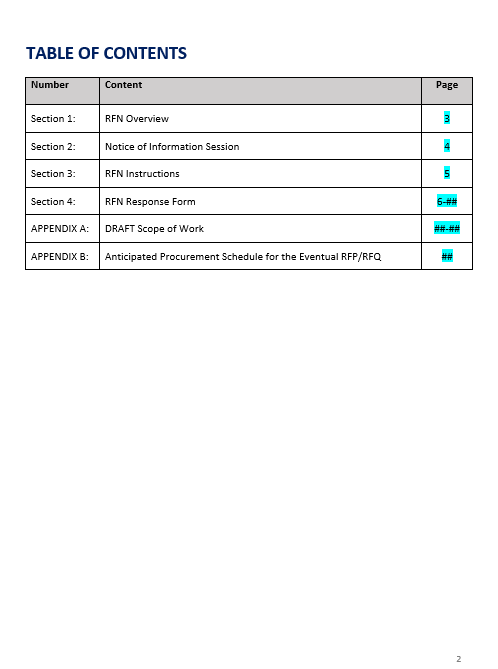 TABLE OF CONTENTS
Number Content Page
Section 1: RFN Overview 3
Section 2: Notice of Information Session 4
Section 3: RFN Instructions 5
Section 4: RFN Response Form 6-##
APPENDIX A: DRAFT Scope of Work ##-##
APPENDIX B: Anticipated Procurement Schedule for the Eventual RFP/RFQ ##
2